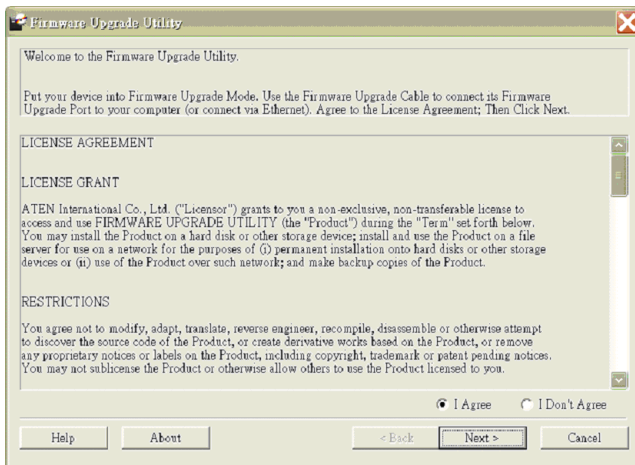 Firmware Upgrade Utility
Welcome to the Firmware Upgrade Utility.
Put your device into Firmware Upgrade Mode. Use the Firmware Upgrade Cable to connect its Firmware
Upgrade Port to your computer (or connect via Ethernet). Agree to the License Agreement; Then Click Next.
LICENSE AGREEMENT
LICENSE GRANT
ATEN International Co., Ltd. ("Licensor") grants to you a non-exclusive, non-transferable license to
access and use FIRMWARE UPGRADE UTILITY (the "Product") during the "Term" set forth below.
You may install the Product on a hard disk or other storage device; install and use the Product on a file
server for use on a network for the purposes of (i) permanent installation onto hard disks or other storage
devices or (ii) use of the Product over such network; and make backup copies of the Product.
RESTRICTIONS
You agree not to modify, adapt, translate, reverse engineer, recompile, disassemble or otherwise attempt
to discover the source code of the Product, or create derivative works based on the Product, or remove
any proprietary notices or labels on the Product, including copyright, trademark or patent pending notices.
You may not sublicense the Product or otherwise allow others to use the Product licensed to you.
I Agree I Don't Agree
Help About < Back Next > Cancel